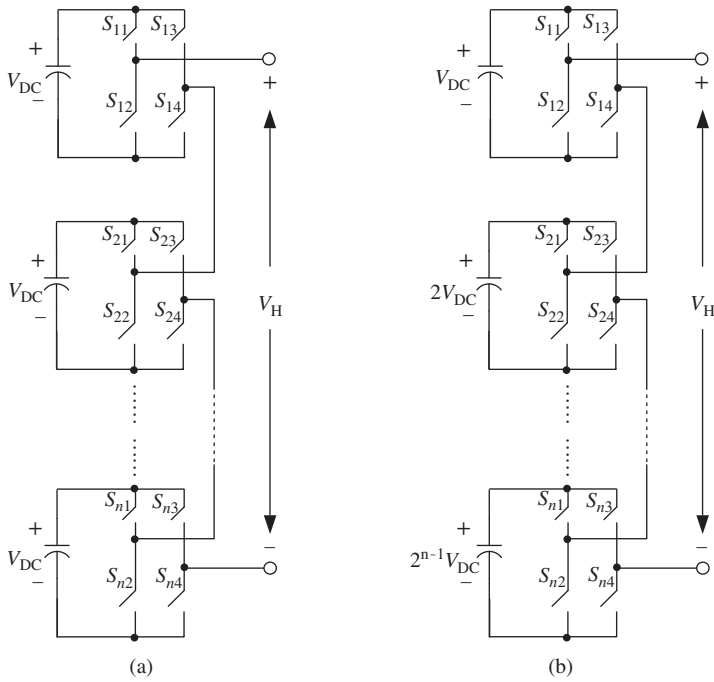 S11 S13
+
VDC
−
S12 S14
+
S21 S23
+
VDC
−
S22 S24
VH
Sn1 Sn3
+
VDC
−
Sn2 Sn4
−
(a)
S11 S13
+
VDC
−
S12 S14
+
S21 S23
+
2VDC
−
S22 S24
VH
Sn1 Sn3
+
2n-1VDC
−
Sn2 Sn4
−
(b)